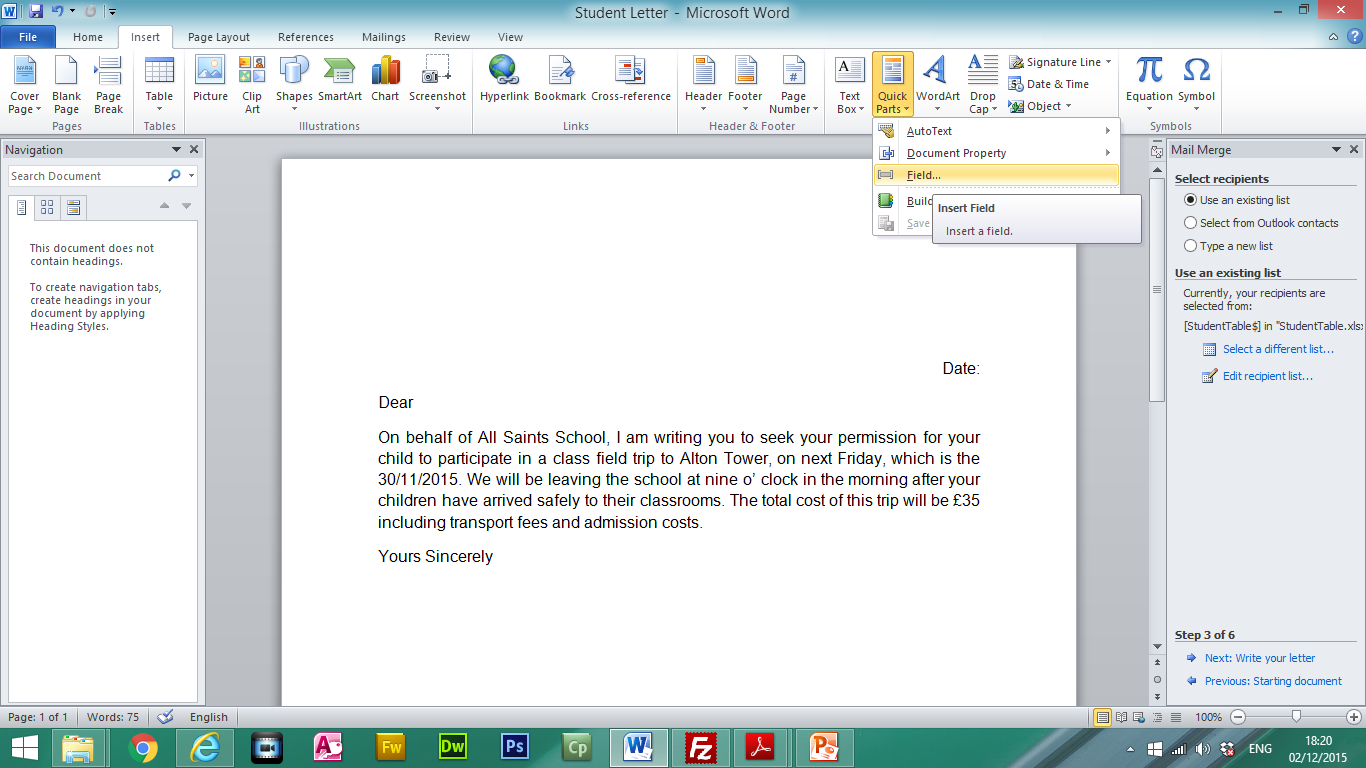 Student Letter - Microsoft Word
File Home Insert Page Layout References Mailings Review View
Cover Page
Blank Page
Page Break
Table
Picture
Clip Art
Shapes
SmartArt
Chart
Screenshot
Hyperlink
Bookmark
Cross-reference
Header
Footer
Page Number
Text Box
Quick Parts
WordArt
Drop Cap
Signature Line
Date & Time
Object
Equation
Symbol
Pages
Tables
Illustrations
Links
Header & Footer
Symbols
AutoText
Document Property
Field...
Build
Save
Insert Field
Insert a field.
Navigation
Search Document
This document does not
contain headings.
To create navigation tabs,
create headings in your
document by applying
Heading Styles.
Date:
Dear
On behalf of All Saints School, I am writing you to seek your permission for your
child to participate in a class field trip to Alton Tower, on next Friday, which is the
30/11/2015. We will be leaving the school at nine o’ clock in the morning after your
children have arrived safely to their classrooms. The total cost of this trip will be £35
including transport fees and admission costs.
Yours Sincerely
Mail Merge
Select recipients
Use an existing list
Select from Outlook contacts
Type a new list
Use an existing list
Currently, your recipients are
selected from:
[StudentTable$] in "StudentTable.xlsx
Select a different list...
Edit recipient list...
Step 3 of 6
Next: Write your letter
Previous: Starting document
Page: 1 of 1 Words: 75 English 100%
Fw Dw Ps Cp
ENG
18:20
02/12/2015